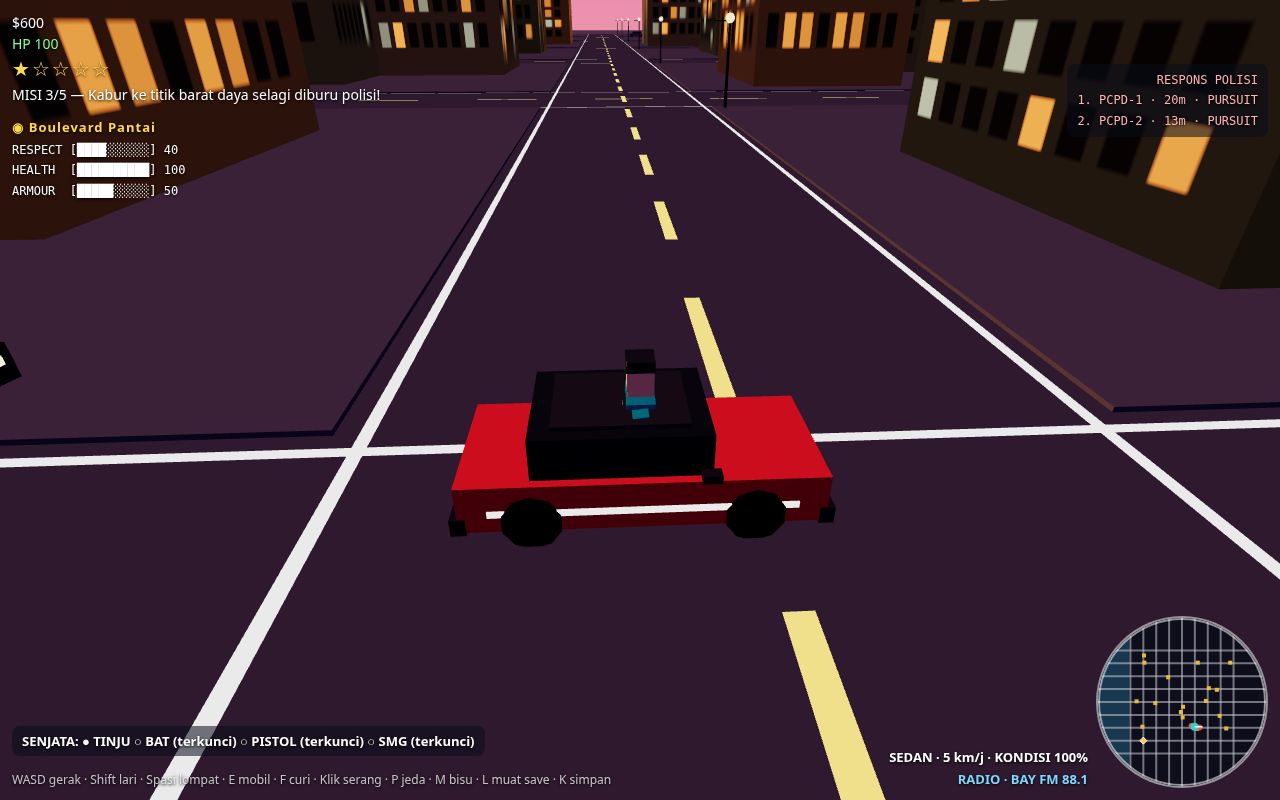 $600
HP 100
★☆☆☆☆
MISI 3/5 — Kabur ke titik barat daya selagi diburu polisi!
◉ Boulevard Pantai
RESPECT [████░░░░░░] 40
HEALTH [██████████] 100
ARMOUR [█████░░░░░] 50
RESPONS POLISI
1. PCPD-1 · 20m · PURSUIT
2. PCPD-2 · 13m · PURSUIT
SENJATA: ● TINJU ○ BAT (terkunci) ○ PISTOL (terkunci) ○ SMG (terkunci)
WASD gerak · Shift lari · Spasi lompat · E mobil · F curi · Klik serang · P jeda · M bisu · L muat save · K simpan
SEDAN · 5 km/j · KONDISI 100%
RADIO · BAY FM 88.1